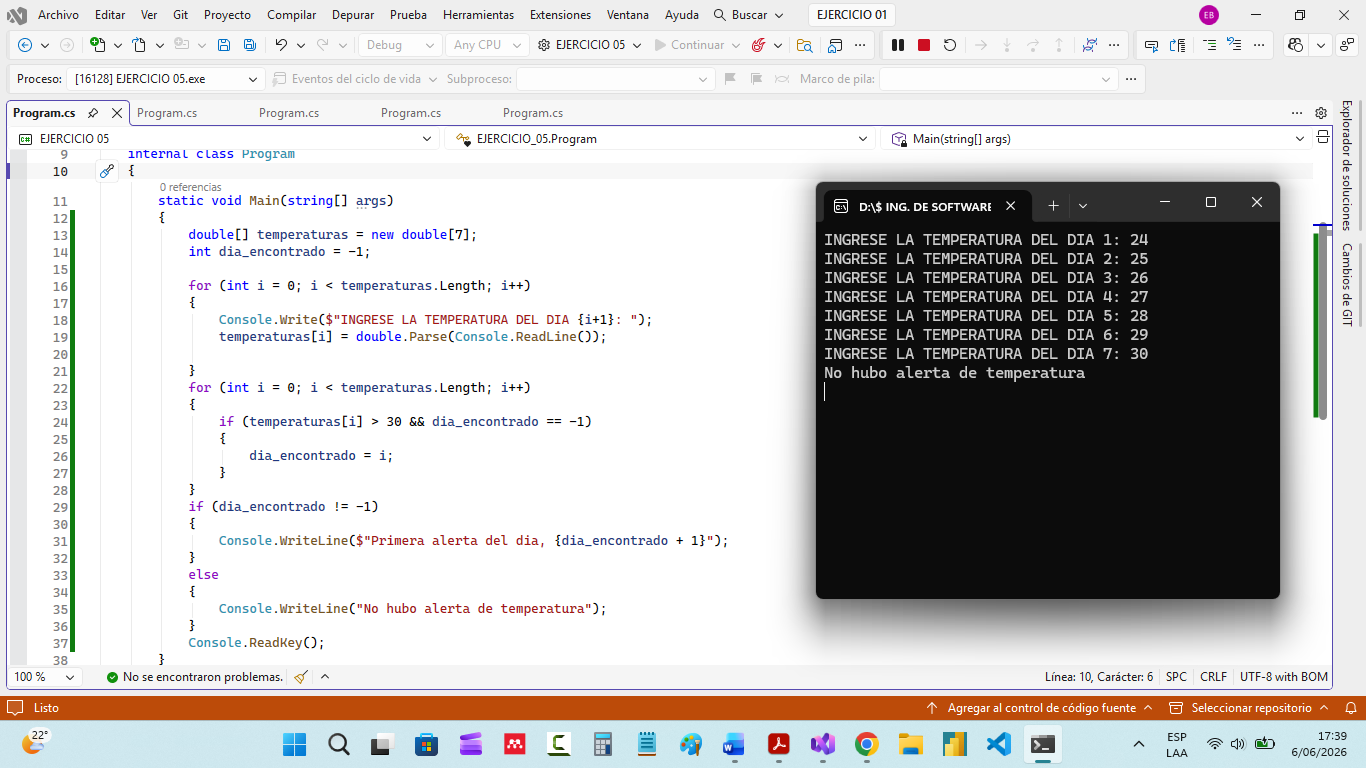 Archivo Editar Ver Git Proyecto Compilar Depurar Prueba Herramientas Extensiones Ventana Ayuda Buscar EJERCICIO 01 EB
Debug Any CPU EJERCICIO 05 Continuar
Proceso: [16128] EJERCICIO 05.exe Eventos del ciclo de vida Subproceso: Marco de pila:
Program.cs Program.cs Program.cs Program.cs Program.cs
EJERCICIO 05 EJERCICIO_05.Program Main(string[] args)
9 internal class Program
10 {
0 referencias
11 static void Main(string[] args)
12 {
13 double[] temperaturas = new double[7];
14 int dia_encontrado = -1;
15
16 for (int i = 0; i < temperaturas.Length; i++)
17 {
18 Console.Write($"INGRESE LA TEMPERATURA DEL DIA {i+1}: ");
19 temperaturas[i] = double.Parse(Console.ReadLine());
20
21 }
22 for (int i = 0; i < temperaturas.Length; i++)
23 {
24 if (temperaturas[i] > 30 && dia_encontrado == -1)
25 {
26 dia_encontrado = i;
27 }
28 }
29 if (dia_encontrado != -1)
30 {
31 Console.WriteLine($"Primera alerta del dia, {dia_encontrado + 1}");
32 }
33 else
34 {
35 Console.WriteLine("No hubo alerta de temperatura");
36 }
37 Console.ReadKey();
38 }
D:\$ ING. DE SOFTWARE
INGRESE LA TEMPERATURA DEL DIA 1: 24
INGRESE LA TEMPERATURA DEL DIA 2: 25
INGRESE LA TEMPERATURA DEL DIA 3: 26
INGRESE LA TEMPERATURA DEL DIA 4: 27
INGRESE LA TEMPERATURA DEL DIA 5: 28
INGRESE LA TEMPERATURA DEL DIA 6: 29
INGRESE LA TEMPERATURA DEL DIA 7: 30
No hubo alerta de temperatura
Explorador de soluciones
Cambios de GIT
100 % No se encontraron problemas. Línea: 10, Carácter: 6 SPC CRLF UTF-8 with BOM
Listo Agregar al control de código fuente Seleccionar repositorio
22°
ESP
LAA
17:39
6/06/2026